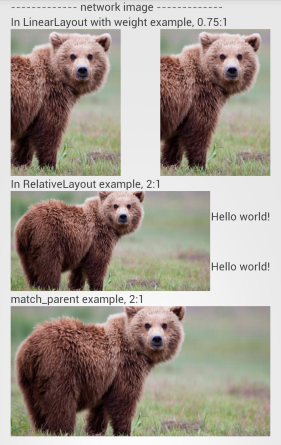 ------------- network image -------------
In LinearLayout with weight example, 0.75:1
In RelativeLayout example, 2:1
Hello world!
Hello world!
match_parent example, 2:1